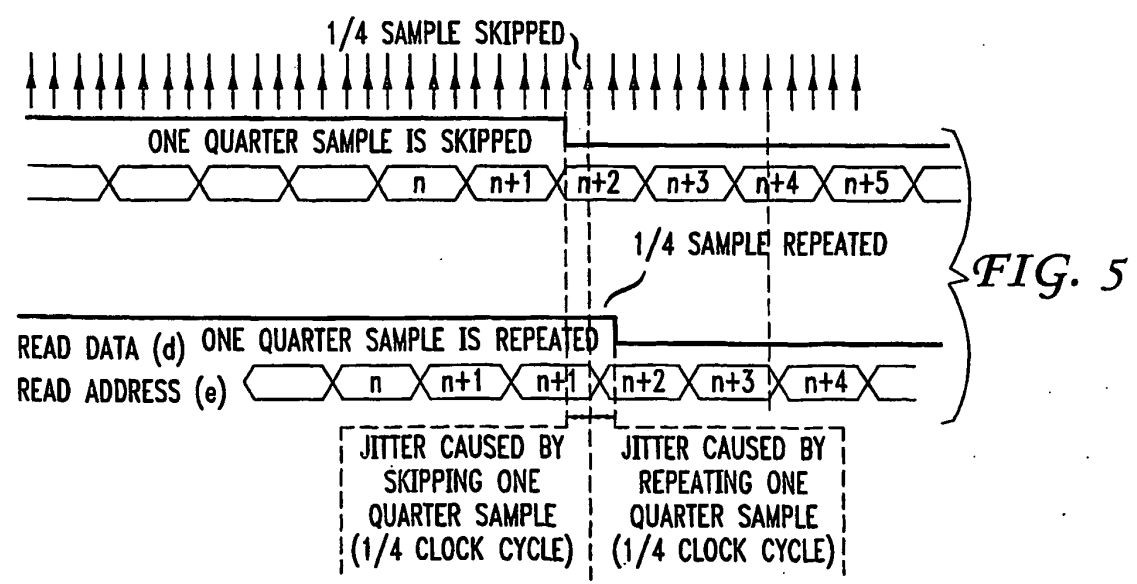 1/4 SAMPLE SKIPPED
ONE QUARTER SAMPLE IS SKIPPED
n n+1 n+2 n+3 n+4 n+5
1/4 SAMPLE REPEATED
FIG. 5
READ DATA (d) ONE QUARTER SAMPLE IS REPEATED
READ ADDRESS (e) n n+1 n+1 n+2 n+3 n+4
JITTER CAUSED BY
SKIPPING ONE
QUARTER SAMPLE
(1/4 CLOCK CYCLE)
JITTER CAUSED BY
REPEATING ONE
QUARTER SAMPLE
(1/4 CLOCK CYCLE)